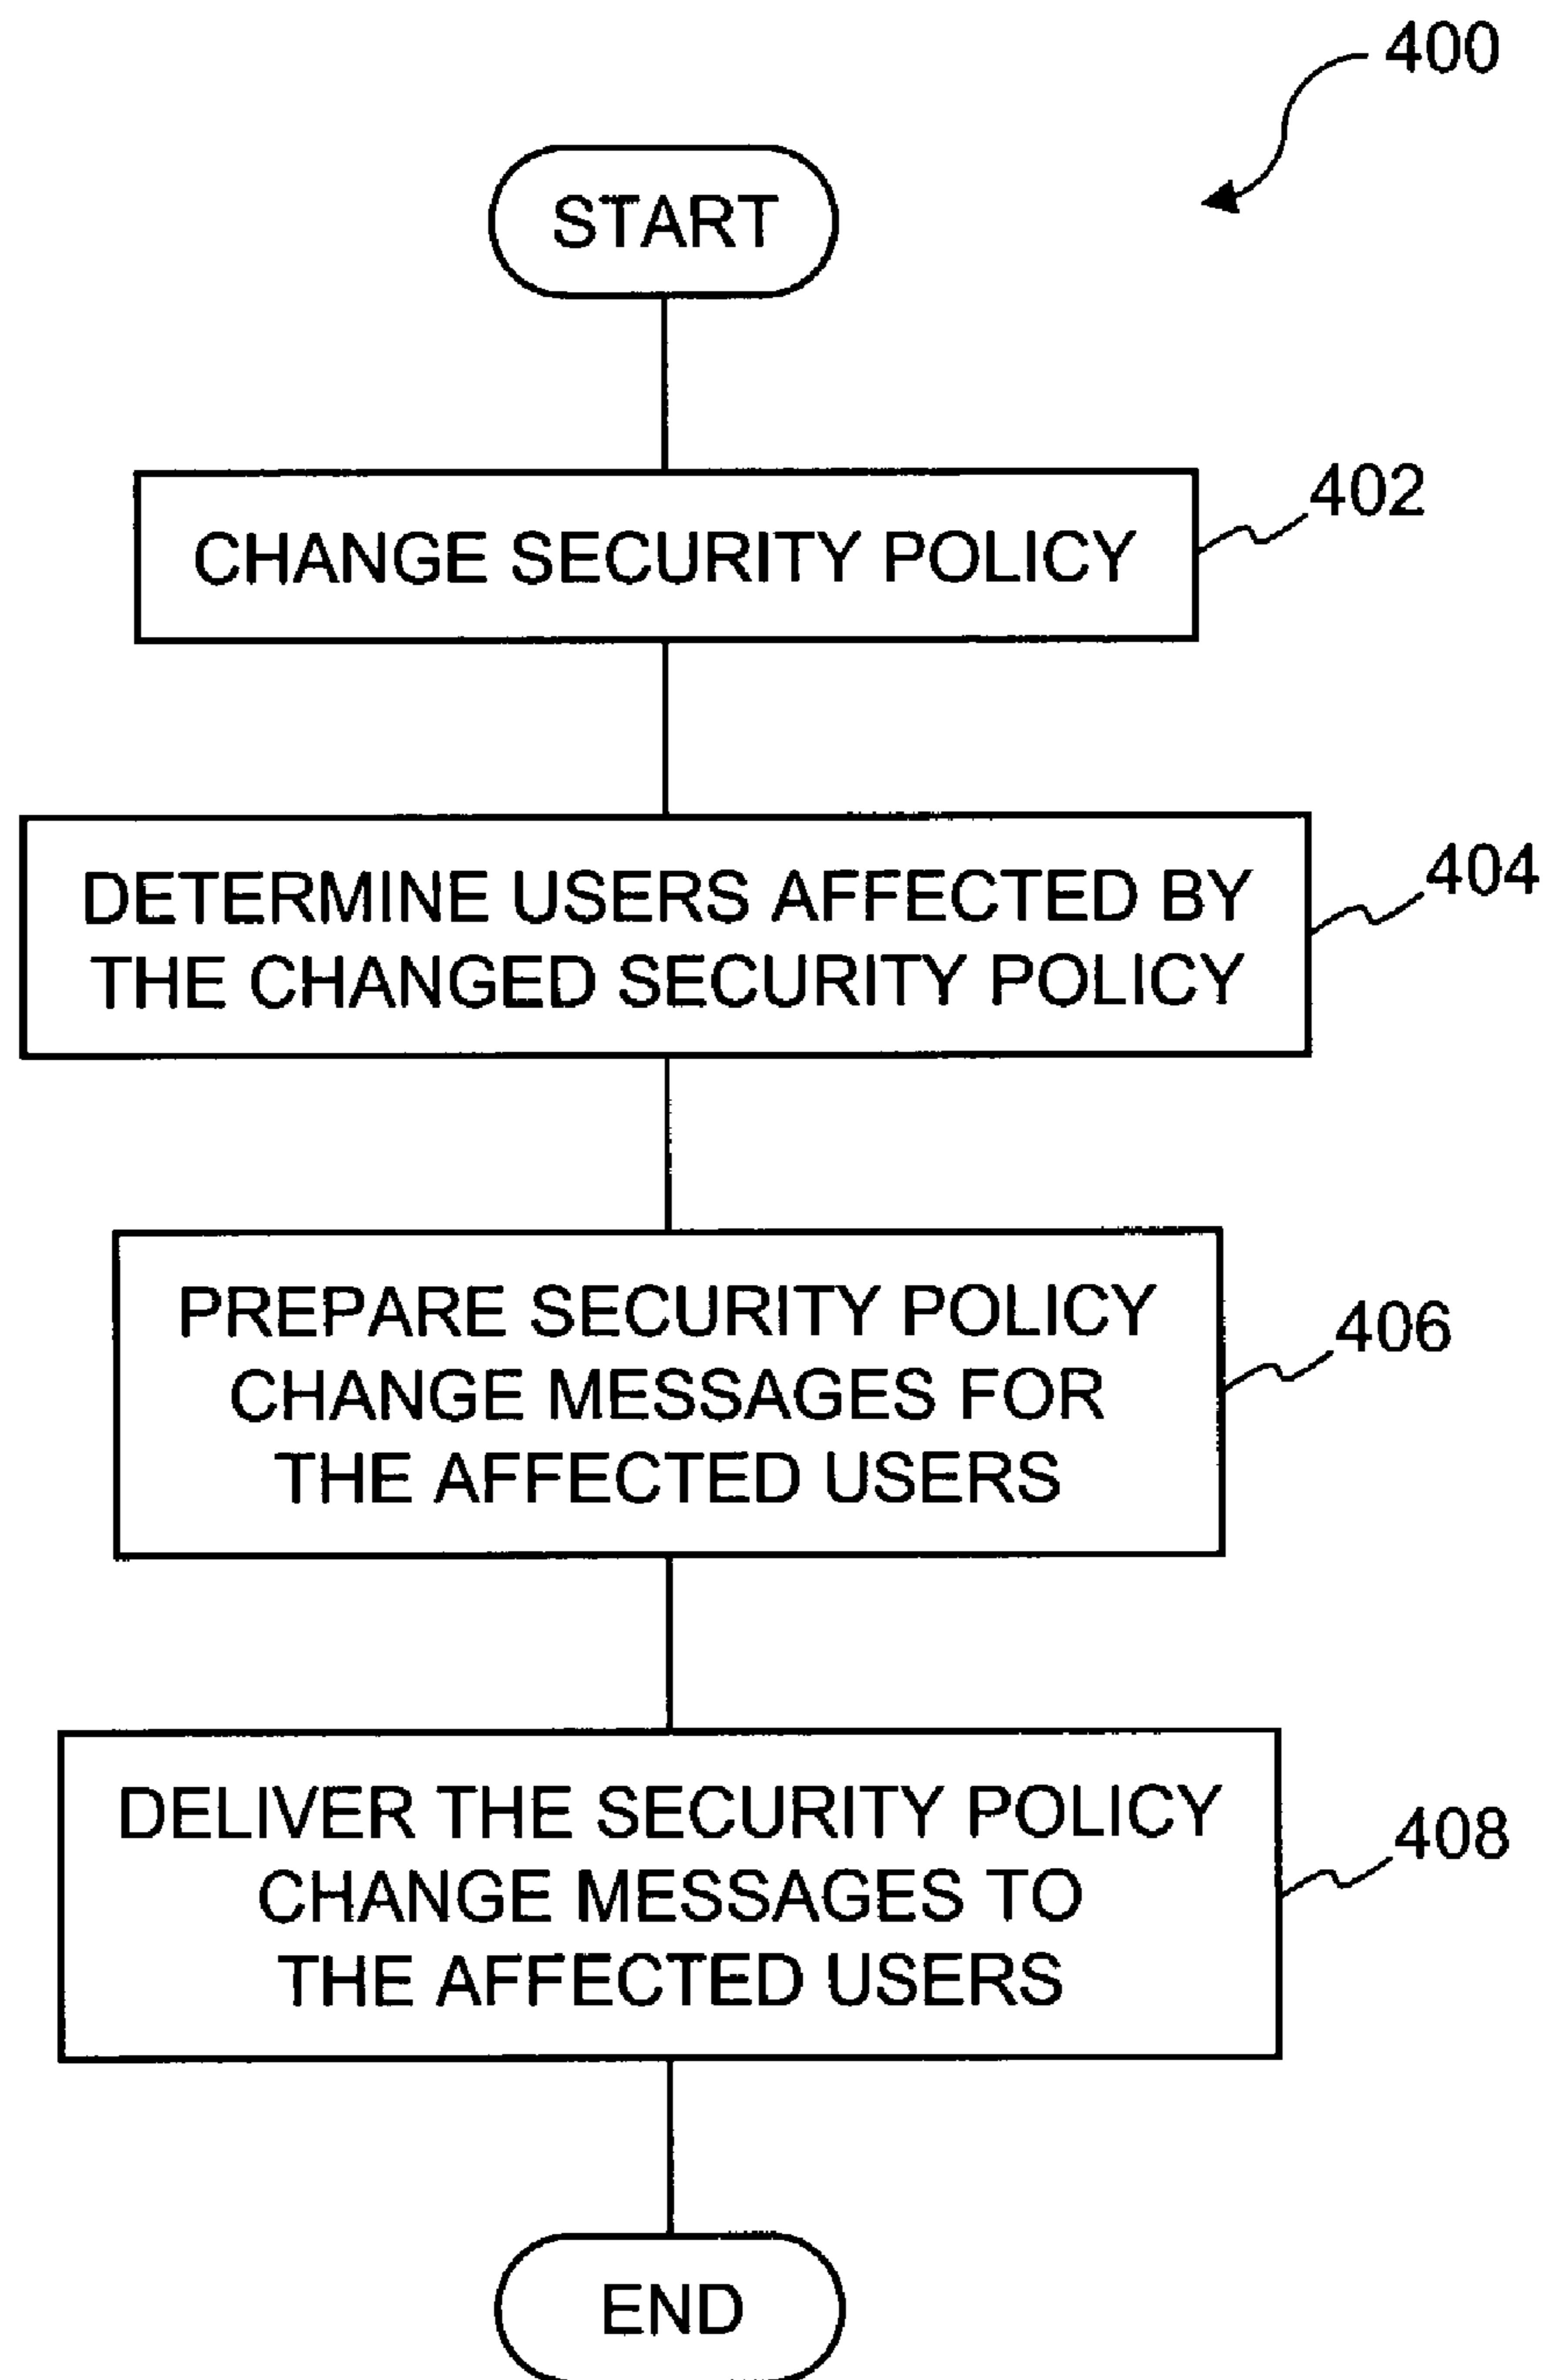 400
START
CHANGE SECURITY POLICY
402
DETERMINE USERS AFFECTED BY
THE CHANGED SECURITY POLICY
404
PREPARE SECURITY POLICY
CHANGE MESSAGES FOR
THE AFFECTED USERS
406
DELIVER THE SECURITY POLICY
CHANGE MESSAGES TO
THE AFFECTED USERS
408
END